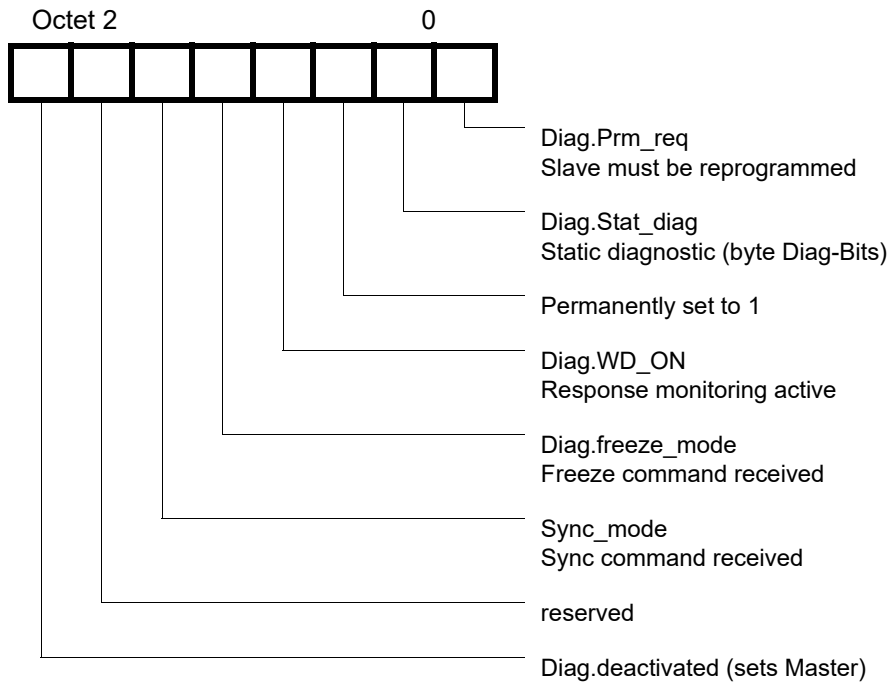 Octet 2 0
Diag.Prm_req
Slave must be reprogrammed
Diag.Stat_diag
Static diagnostic (byte Diag-Bits)
Permanently set to 1
Diag.WD_ON
Response monitoring active
Diag.freeze_mode
Freeze command received
Sync_mode
Sync command received
reserved
Diag.deactivated (sets Master)